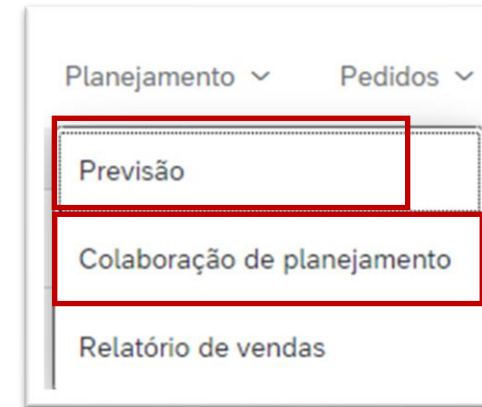 Planejamento Pedidos
Previsão
Colaboração de planejamento
Relatório de vendas